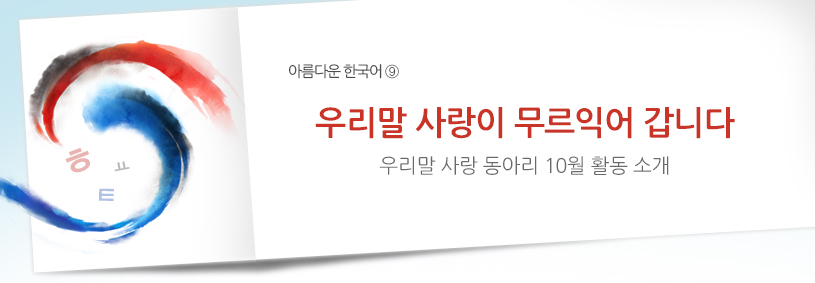 아름다운 한국어 ⑨
우리말 사랑이 무르익어 갑니다
우리말 사랑 동아리 10월 활동 소개
ㅎ ㅛ
ㅌ